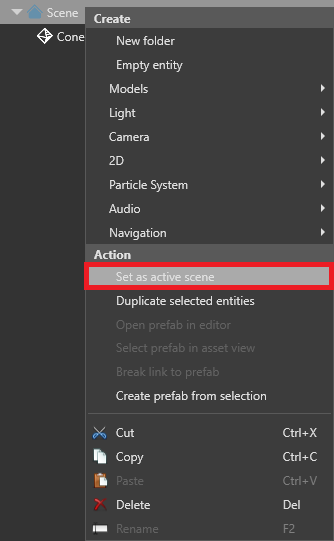 Scene
Cone
Create
New folder
Empty entity
Models
Light
Camera
2D
Particle System
Audio
Navigation
Action
Set as active scene
Duplicate selected entities
Open prefab in editor
Select prefab in asset view
Break link to prefab
Create prefab from selection
Cut Ctrl+X
Copy Ctrl+C
Paste Ctrl+V
Delete Del
Rename F2